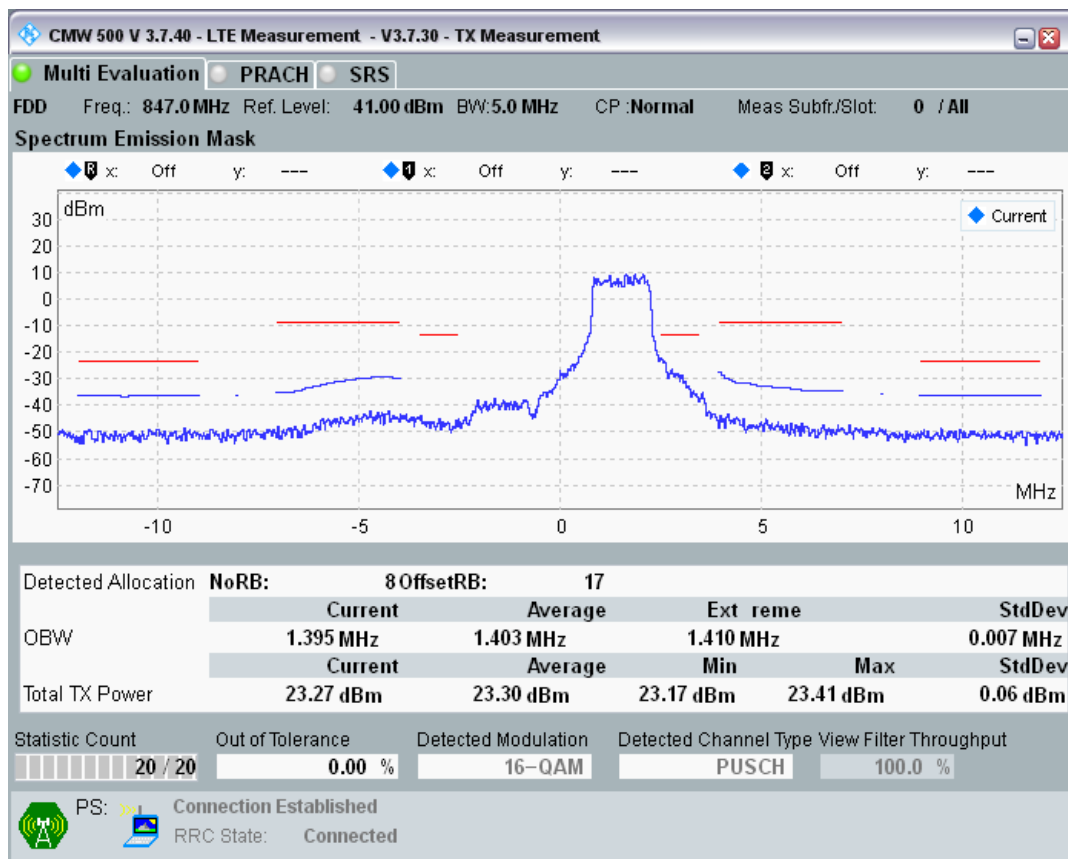 CMW 500 V 3.7.40 - LTE Measurement - V3.7.30 - TX Measurement
Multi Evaluation PRACH SRS
FDD Freq.: 847.0 MHz Ref. Level: 41.00 dBm BW:5.0 MHz CP :Normal Meas Subfr./Slot: 0 / All
Spectrum Emission Mask
R x: Off y: --- 1 x: Off y: --- 2 x: Off y: ---
dBm
Current
30
20
10
0
-10
-20
-30
-40
-50
-60
-70
MHz
-10 -5 0 5 10
Detected Allocation NoRB: 8 OffsetRB: 17
Current Average Ext reme StdDev
OBW 1.395 MHz 1.403 MHz 1.410 MHz 0.007 MHz
Current Average Min Max StdDev
Total TX Power 23.27 dBm 23.30 dBm 23.17 dBm 23.41 dBm 0.06 dBm
Statistic Count Out of Tolerance Detected Modulation Detected Channel Type View Filter Throughput
20 / 20 0.00 % 16-QAM PUSCH 100.0 %
PS: Connection Established
RRC State: Connected